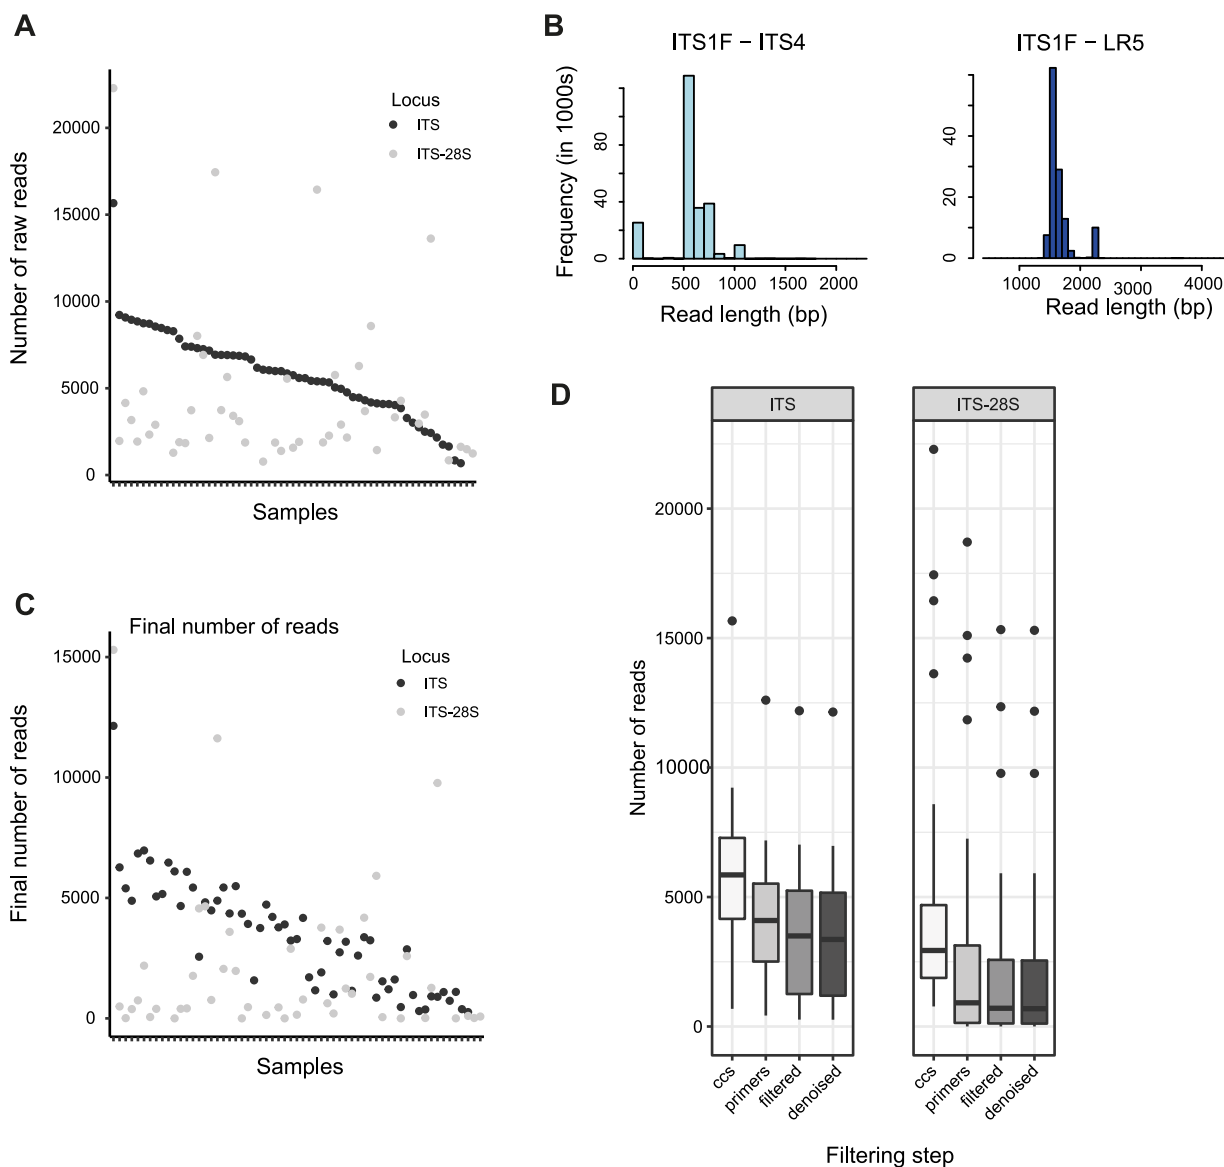 A
Number of raw reads
20000
15000
10000
5000
0
Locus
ITS
ITS-28S
Samples
B
ITS1F – ITS4
Frequency (in 1000s)
80
40
0
0 500 1000 1500 2000
Read length (bp)
ITS1F – LR5
40
20
0
1000 2000 3000 4000
Read length (bp)
C
Final number of reads
Final number of reads
15000
10000
5000
0
Locus
ITS
ITS-28S
Samples
D
ITS
ITS-28S
Number of reads
20000
15000
10000
5000
0
ccs primers filtered denoised
ccs primers filtered denoised
Filtering step